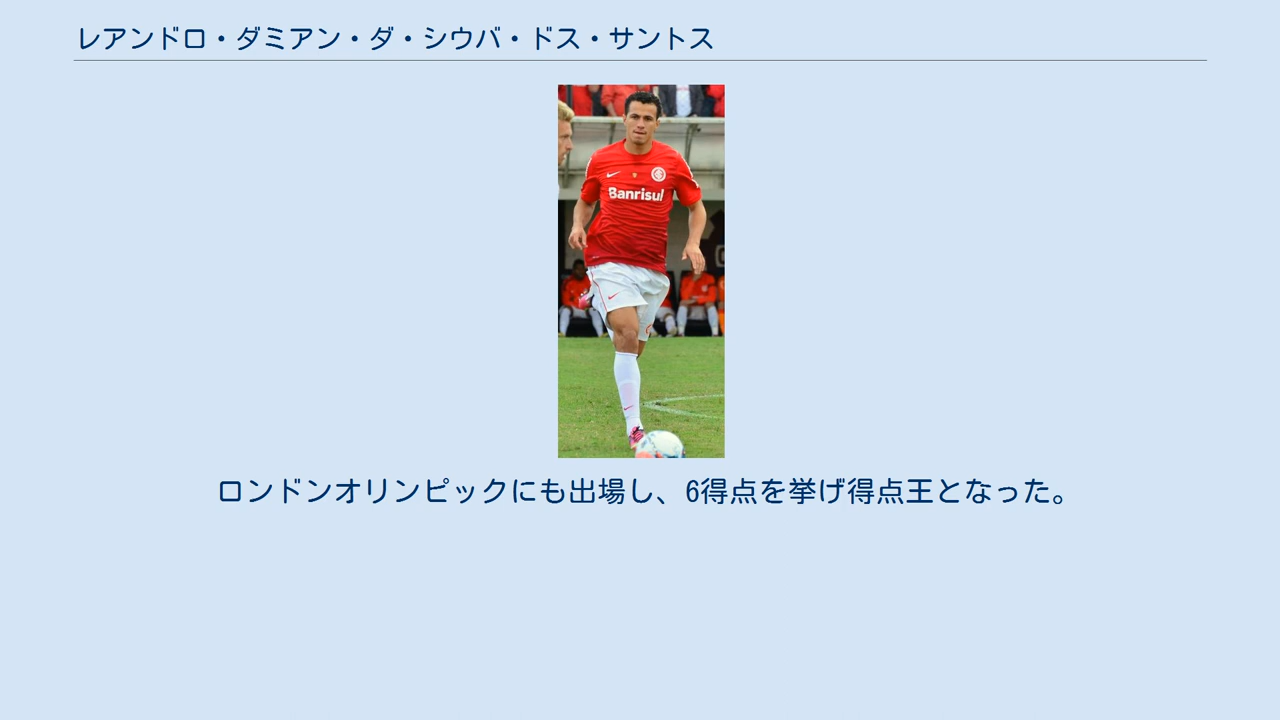 レアンドロ・ダミアン・ダ・シウバ・ドス・サントス
Banrisul
ロンドンオリンピックにも出場し、6得点を挙げ得点王となった。